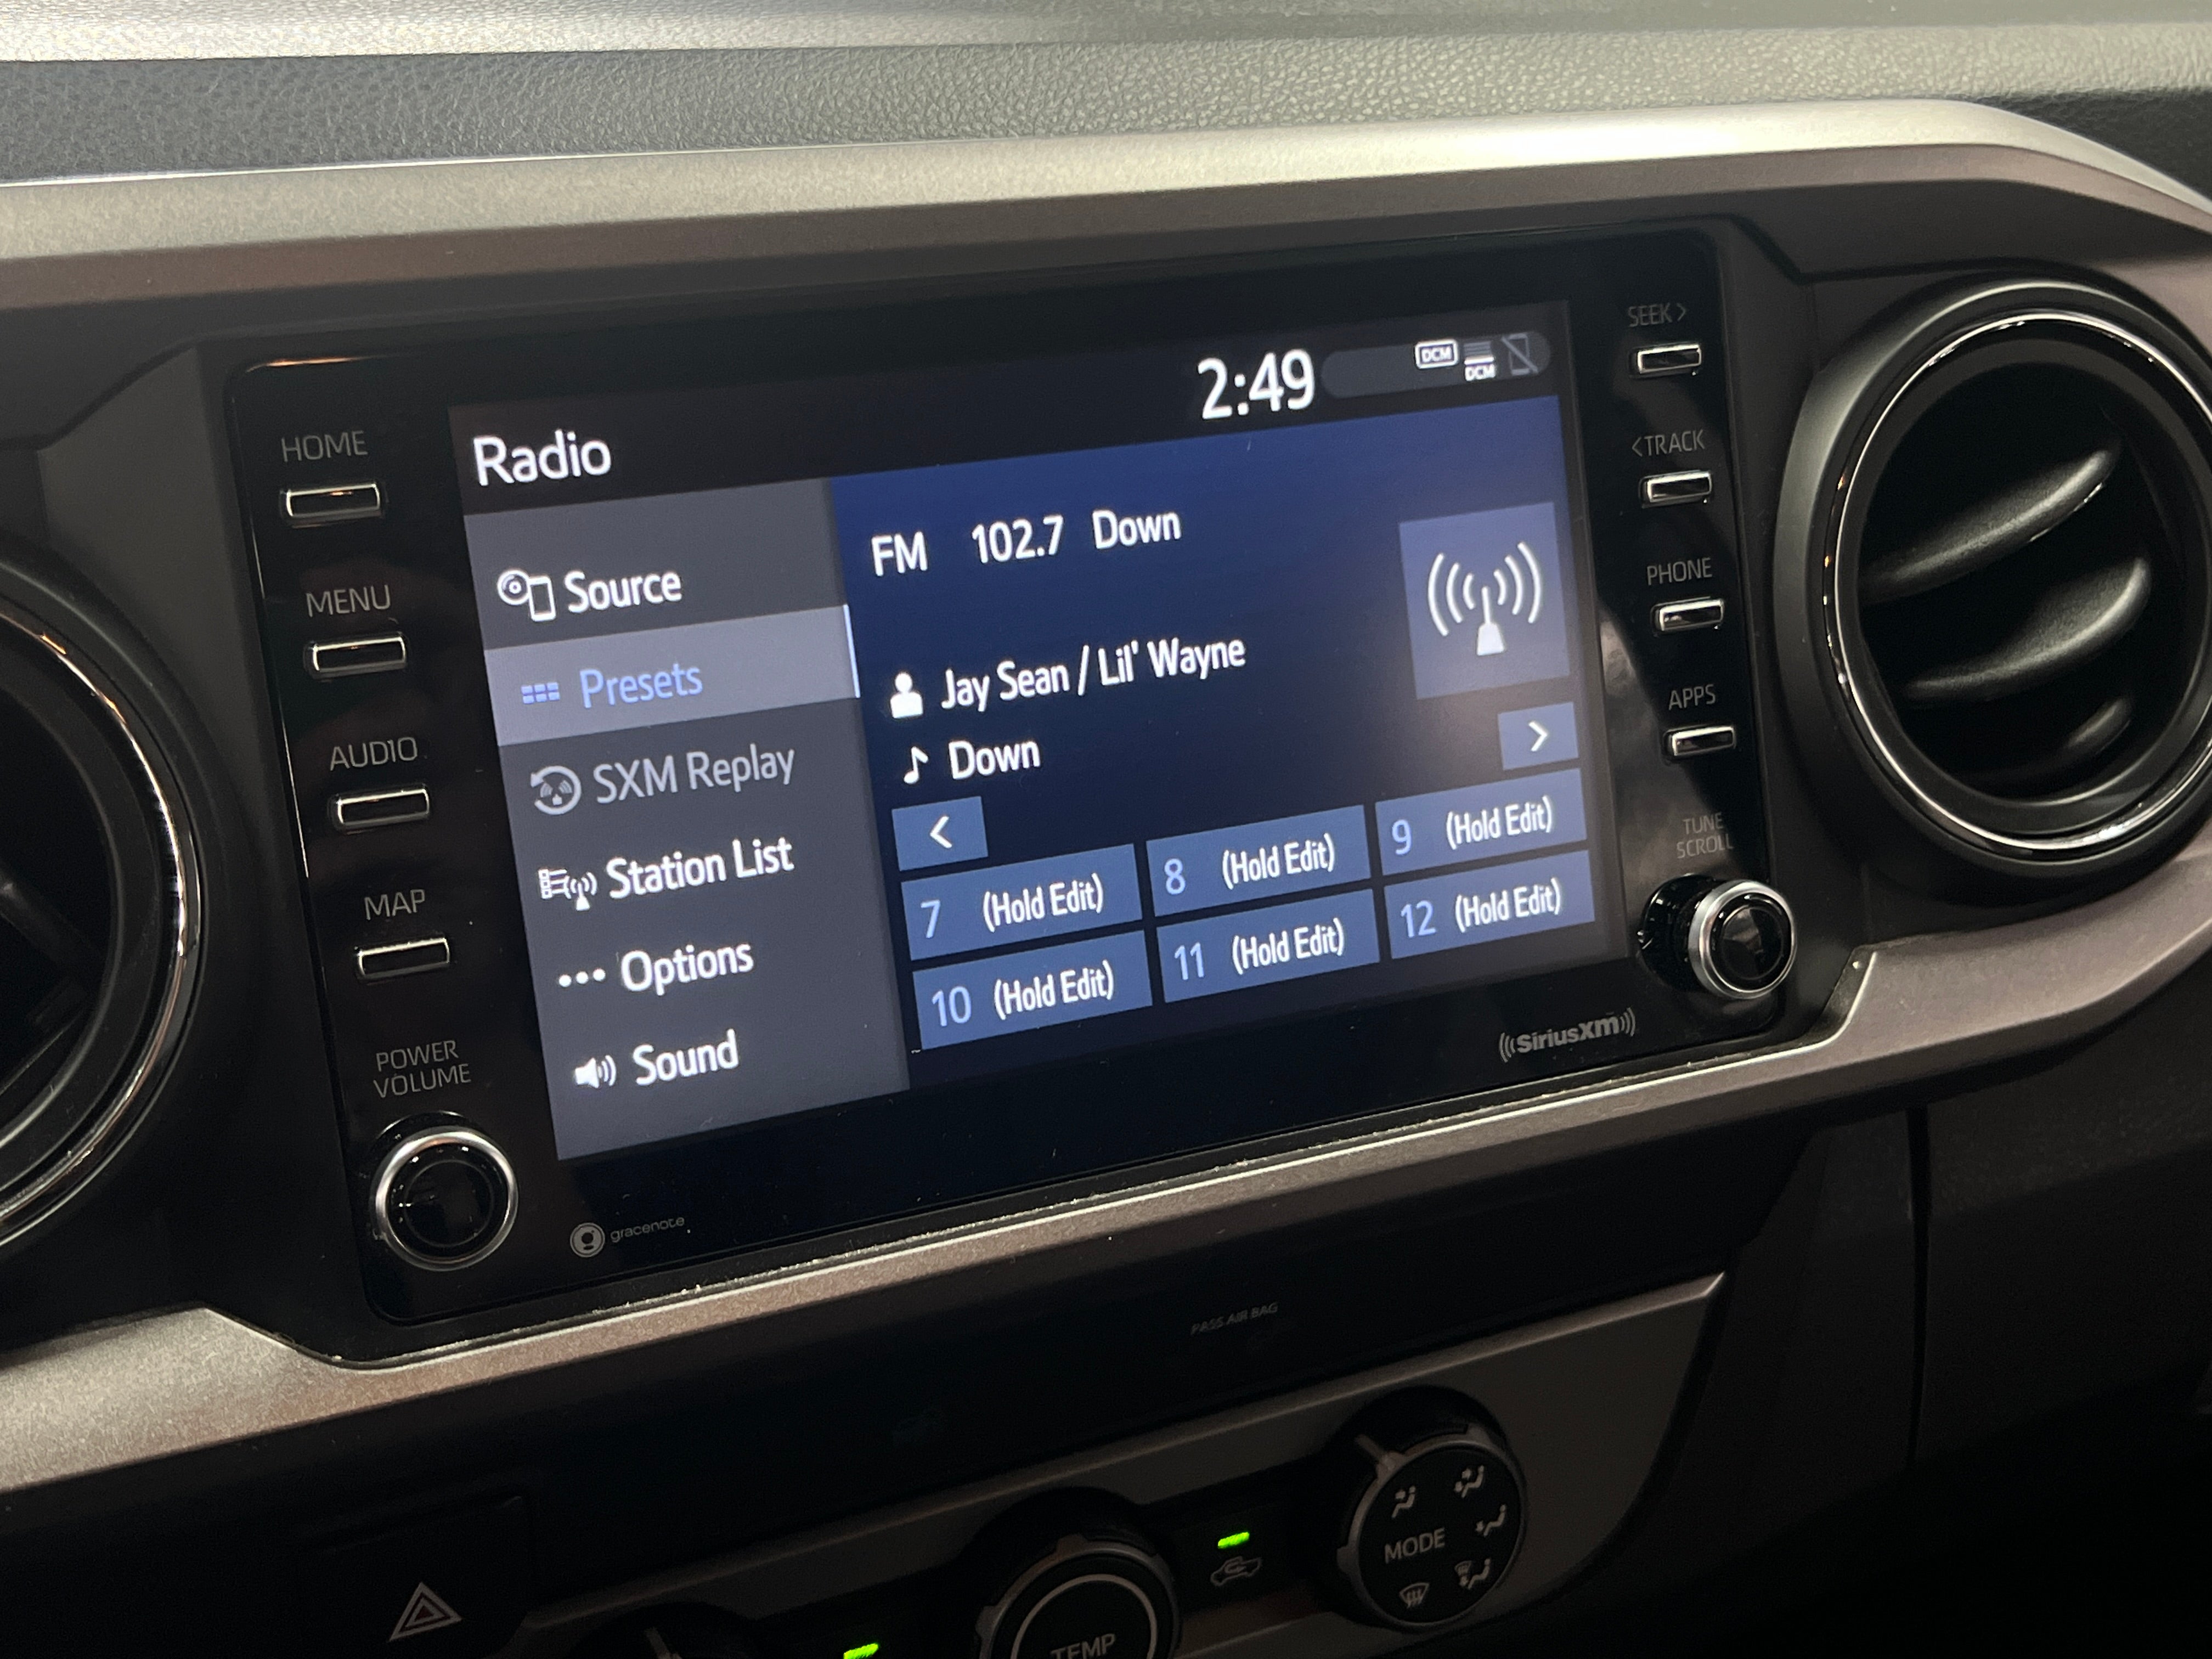 HOME
MENU
AUDIO
MAP
POWER
VOLUME
Radio
2:49
DCM
DCM
Source
Presets
SXM Replay
Station List
Options
Sound
FM 102.7 Down
Jay Sean / Lil' Wayne
Down
<
>
7 (Hold Edit)
8 (Hold Edit)
9 (Hold Edit)
10 (Hold Edit)
11 (Hold Edit)
12 (Hold Edit)
SEEK >
< TRACK
PHONE
APPS
TUNE
SCROLL
gracenote.
SiriusXM
PASS AIR BAG
MODE
TEMP